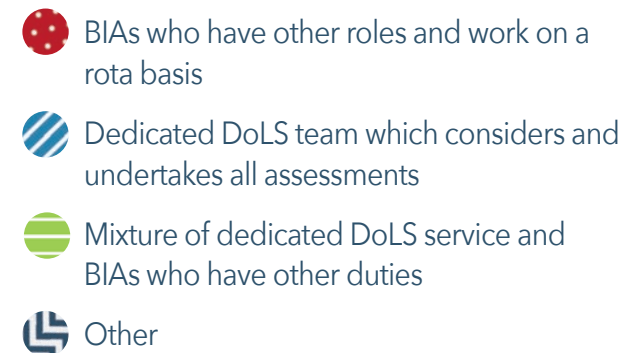 BIAs who have other roles and work on a
rota basis
Dedicated DoLS team which considers and
undertakes all assessments
Mixture of dedicated DoLS service and
BIAs who have other duties
Other